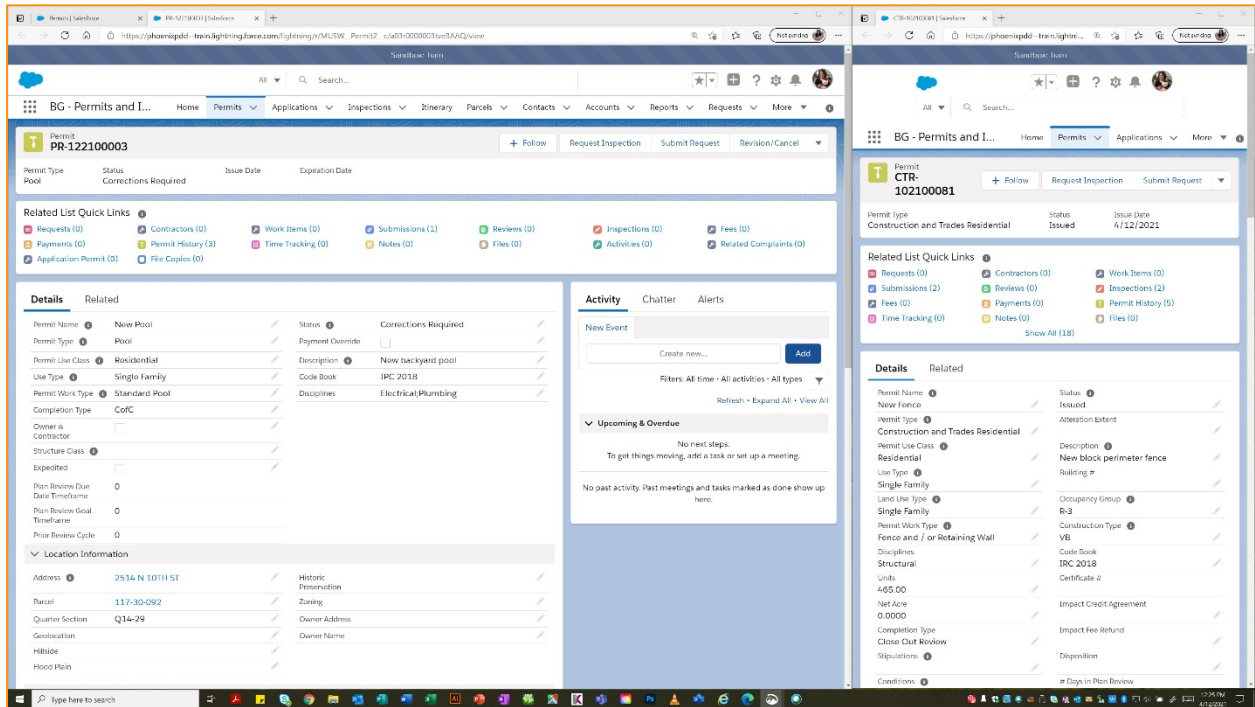 Permits | Salesforce
PR-122100003 | Salesforce
https://phoenixpdd--train.lightning.force.com/lightning/r/MUSW__Permit2__c/a03r0000003tveBAAQ/view
Not syncing
Sandbox: Train
All
Search...
BG - Permits and I...
Home Permits Applications Inspections Itinerary Parcels Contacts Accounts Reports Requests More
Permit
PR-122100003
+ Follow Request Inspection Submit Request Revision/Cancel
Permit Type Status Issue Date Expiration Date
Pool Corrections Required
Related List Quick Links
Requests (0) Contractors (0) Work Items (0) Submissions (1) Reviews (0) Inspections (0) Fees (0)
Payments (0) Permit History (3) Time Tracking (0) Notes (0) Files (0) Activities (0) Related Complaints (0)
Application Permit (0) File Copies (0)
Details Related
Permit Name New Pool Status Corrections Required
Permit Type Pool Payment Override
Permit Use Class Residential Description New backyard pool
Use Type Single Family Code Book IPC 2018
Permit Work Type Standard Pool Disciplines Electrical;Plumbing
Completion Type CofC
Owner is
Contractor
Structure Class
Expedited
Plan Review Due
Date Timeframe 0
Plan Review Goal
Timeframe 0
Prior Review Cycle 0
Location Information
Address 2514 N 10TH ST Historic
Preservation
Parcel 117-30-092 Zoning
Quarter Section Q14-29 Owner Address
Geolocation Owner Name
Hillside
Flood Plain
Activity Chatter Alerts
New Event
Create new... Add
Filters: All time • All activities • All types
Refresh • Expand All • View All
Upcoming & Overdue
No next steps.
To get things moving, add a task or set up a meeting.
No past activity. Past meetings and tasks marked as done show up
here.
CTR-102100081 | Salesforce
https://phoenixpdd--train.lightni...
Not syncing
Sandbox: Train
All
Search...
BG - Permits and I...
Home Permits Applications More
Permit
CTR-
102100081
+ Follow Request Inspection Submit Request
Permit Type Status Issue Date
Construction and Trades Residential Issued 4/12/2021
Related List Quick Links
Requests (0) Contractors (0) Work Items (0)
Submissions (2) Reviews (0) Inspections (2)
Fees (0) Payments (0) Permit History (5)
Time Tracking (0) Notes (0) Files (0)
Show All (18)
Details Related
Permit Name Status
New Fence Issued
Permit Type Alteration Extent
Construction and Trades Residential
Permit Use Class Description
Residential New block perimeter fence
Use Type Building #
Single Family
Land Use Type Occupancy Group
Single Family R-3
Permit Work Type Construction Type
Fence and / or Retaining Wall VB
Disciplines Code Book
Structural IRC 2018
Units Certificate #
465.00
Net Acre Impact Credit Agreement
0.0000
Completion Type Impact Fee Refund
Close Out Review
Stipulations Disposition
Conditions # Days in Plan Review
Type here to search
12:25 PM
4/12/2021